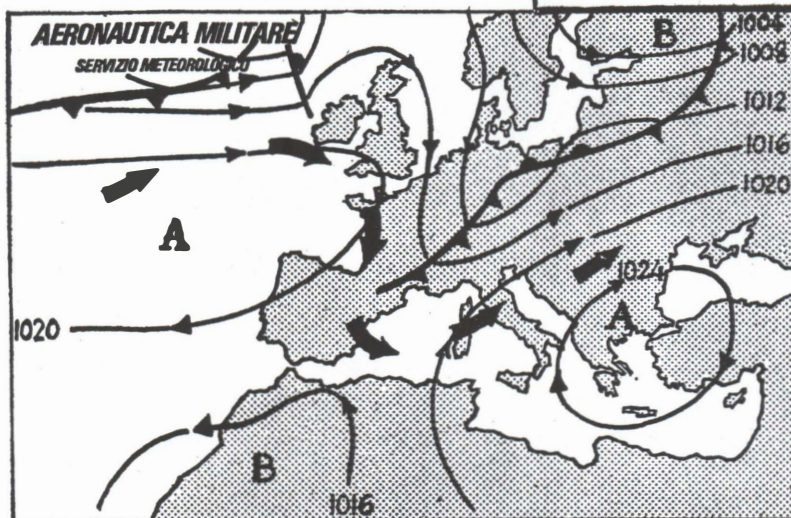 AERONAUTICA MILITARE
SERVIZIO METEOROLOGICO
B
1004
1008
1012
1016
1020
A
1024
A
1020
B
1016